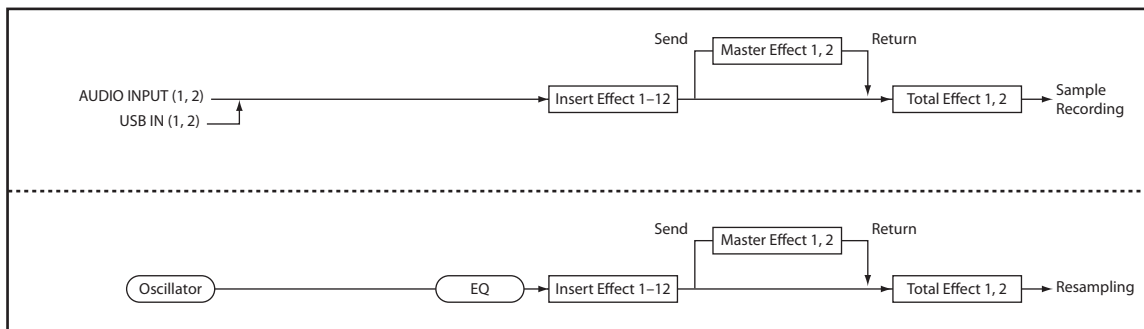 Send
Master Effect 1, 2
Return
AUDIO INPUT (1, 2)
USB IN (1, 2)
Insert Effect 1–12
Total Effect 1, 2
Sample
Recording
Send
Master Effect 1, 2
Return
Oscillator
EQ
Insert Effect 1–12
Total Effect 1, 2
Resampling